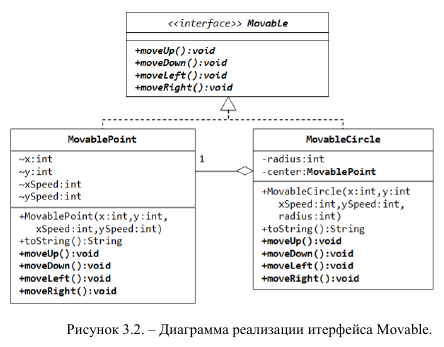 <<interface>> Movable
+moveUp():void
+moveDown():void
+moveLeft():void
+moveRight():void
MovablePoint
~x:int
~y:int
~xSpeed:int
~ySpeed:int
+MovablePoint(x:int,y:int,
xSpeed:int,ySpeed:int)
+toString():String
+moveUp():void
+moveDown():void
+moveLeft():void
+moveRight():void
1
MovableCircle
-radius:int
-center:MovablePoint
+MovableCircle(x:int,y:int
xSpeed:int,ySpeed:int,
radius:int)
+toString():String
+moveUp():void
+moveDown():void
+moveLeft():void
+moveRight():void
Рисунок 3.2. – Диаграмма реализации итерфейса Movable.